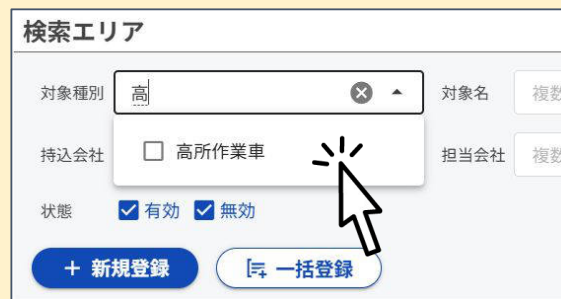 検索エリア
対象種別 高 対象名 複数
高所作業車
持込会社 担当会社 複数
状態 有効 無効
+ 新規登録 一括登録